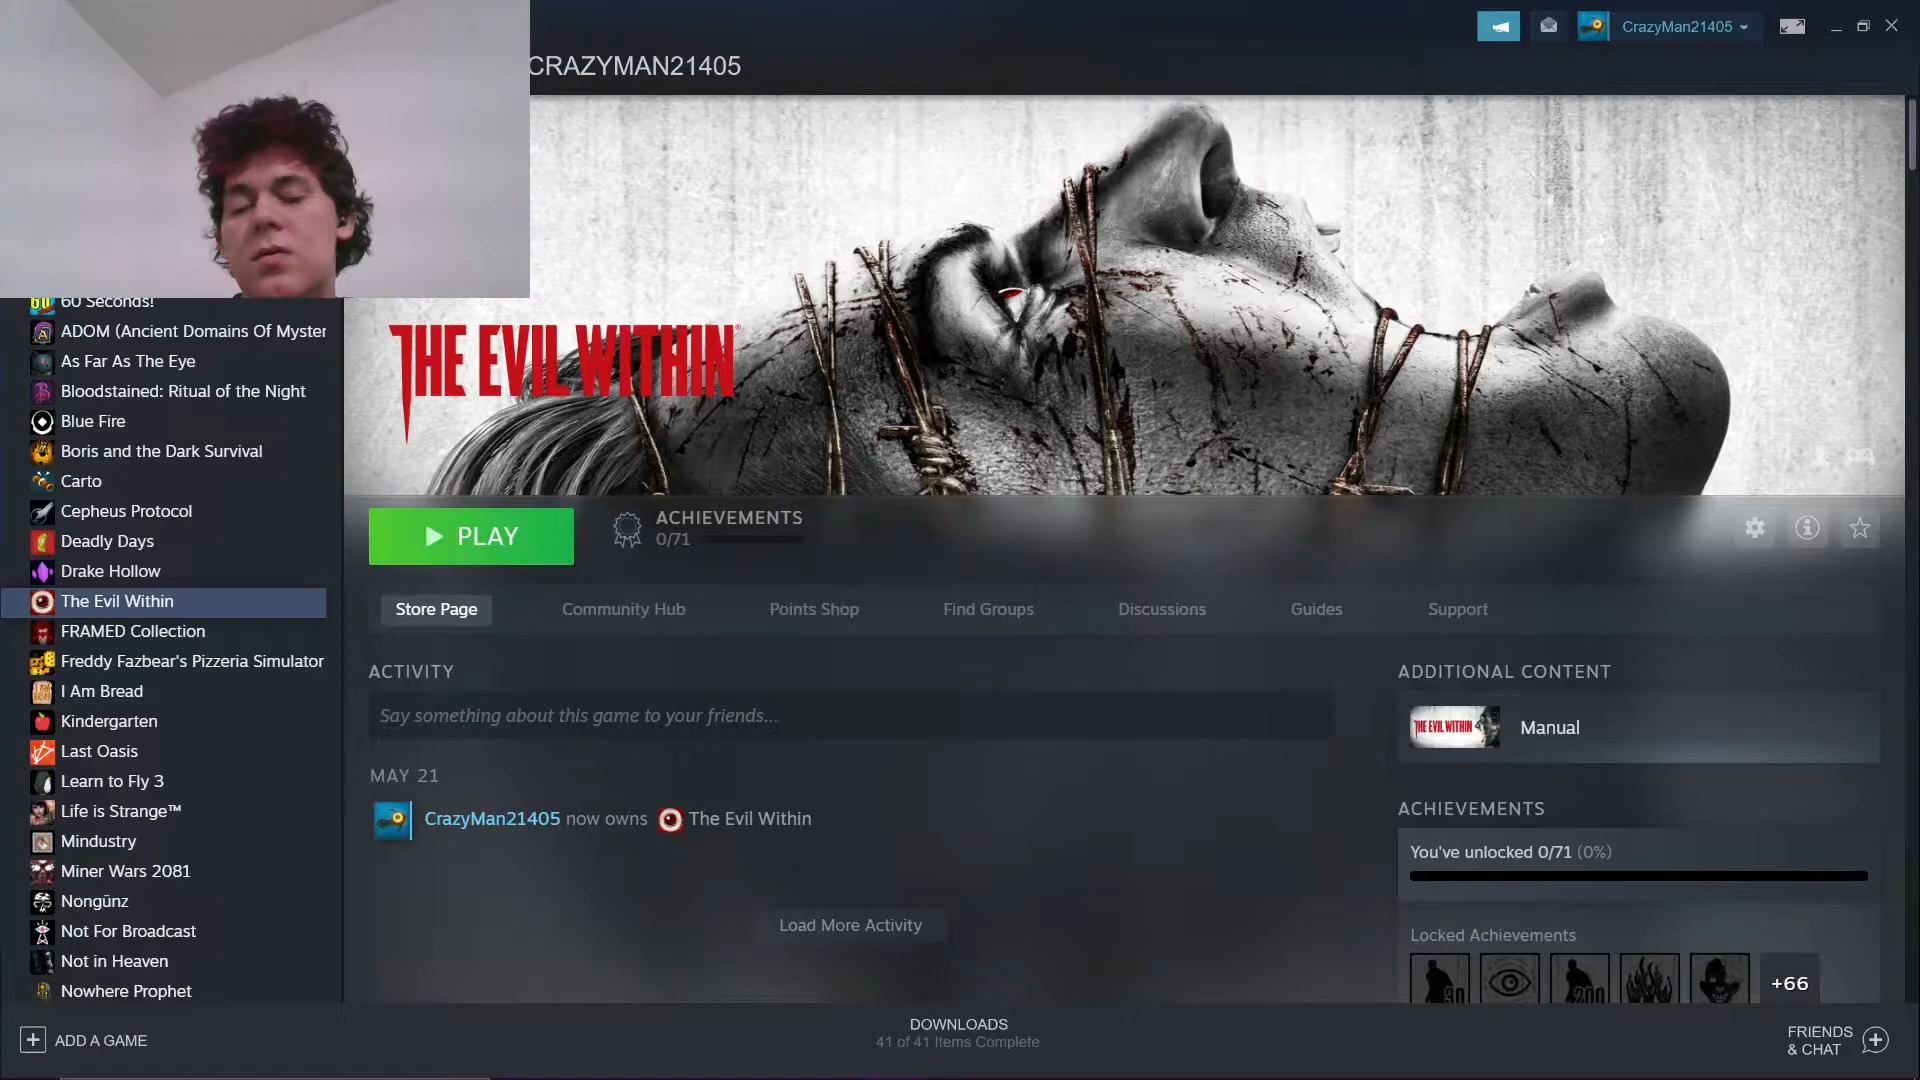 CrazyMan21405
CRAZYMAN21405
THE EVIL WITHIN
60 Seconds!
ADOM (Ancient Domains Of Myster
As Far As The Eye
Bloodstained: Ritual of the Night
Blue Fire
Boris and the Dark Survival
Carto
Cepheus Protocol
Deadly Days
Drake Hollow
The Evil Within
FRAMED Collection
Freddy Fazbear's Pizzeria Simulator
I Am Bread
Kindergarten
Last Oasis
Learn to Fly 3
Life is Strange™
Mindustry
Miner Wars 2081
Nongünz
Not For Broadcast
Not in Heaven
Nowhere Prophet
PLAY
ACHIEVEMENTS
0/71
Store Page
Community Hub
Points Shop
Find Groups
Discussions
Guides
Support
ACTIVITY
Say something about this game to your friends...
MAY 21
CrazyMan21405 now owns The Evil Within
Load More Activity
ADDITIONAL CONTENT
THE EVIL WITHIN
Manual
ACHIEVEMENTS
You've unlocked 0/71 (0%)
Locked Achievements
30
200
+66
ADD A GAME
DOWNLOADS
41 of 41 Items Complete
FRIENDS
& CHAT